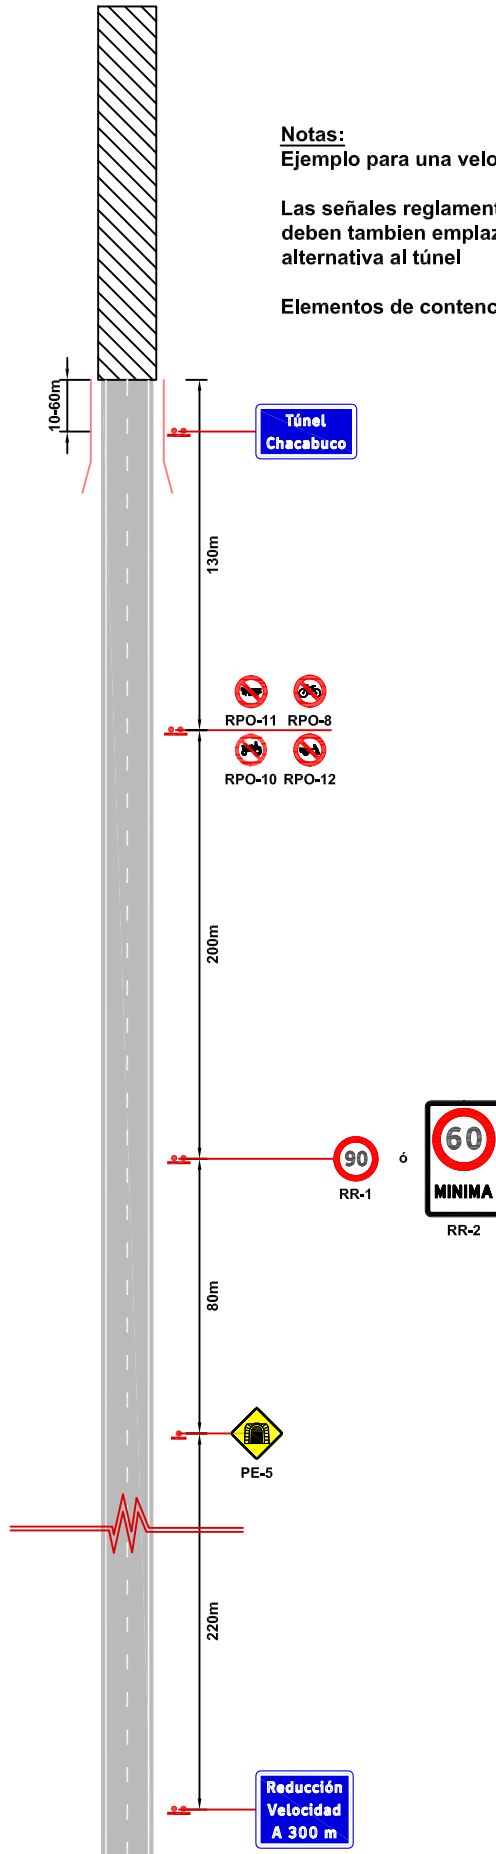 Notas:
Ejemplo para una velo
Las señales reglament
deben tambien emplaz
alternativa al túnel
Elementos de contenc
10-60m
Túnel
Chacabuco
130m
RPO-11 RPO-8
RPO-10 RPO-12
200m
90
ó
60
MINIMA
RR-1
RR-2
80m
PE-5
220m
Reducción
Velocidad
A 300 m